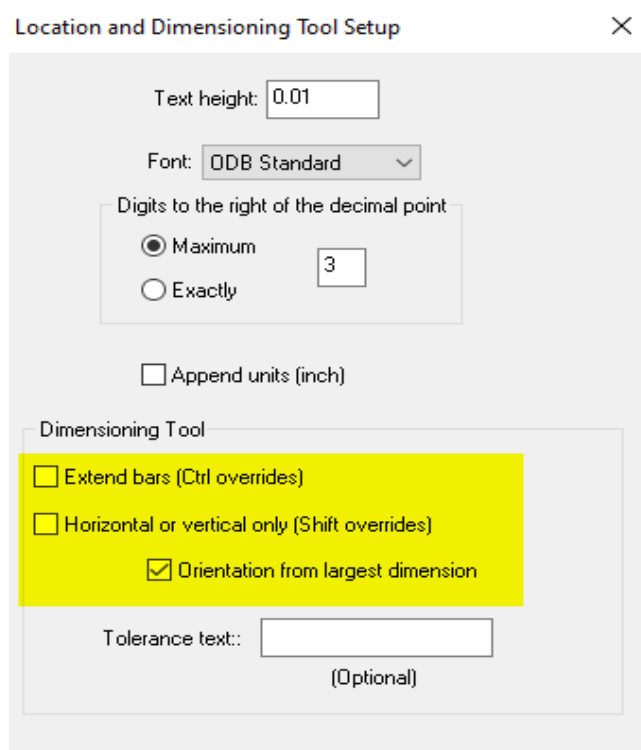 Location and Dimensioning Tool Setup
Text height: 0.01
Font: ODB Standard
Digits to the right of the decimal point
Maximum
3
Exactly
Append units (inch)
Dimensioning Tool
Extend bars (Ctrl overrides)
Horizontal or vertical only (Shift overrides)
Orientation from largest dimension
Tolerance text::
(Optional)